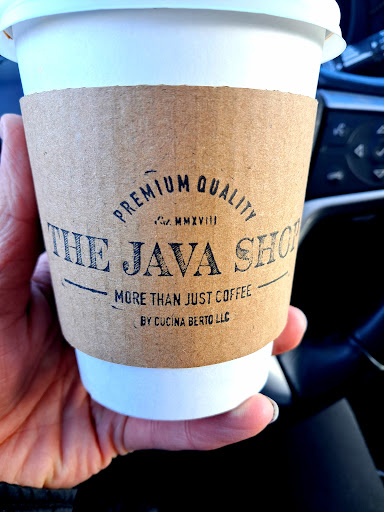 PREMIUM QUALITY
Est. MMXVIII
THE JAVA SHOP
MORE THAN JUST COFFEE
BY CUCINA BERTO LLC